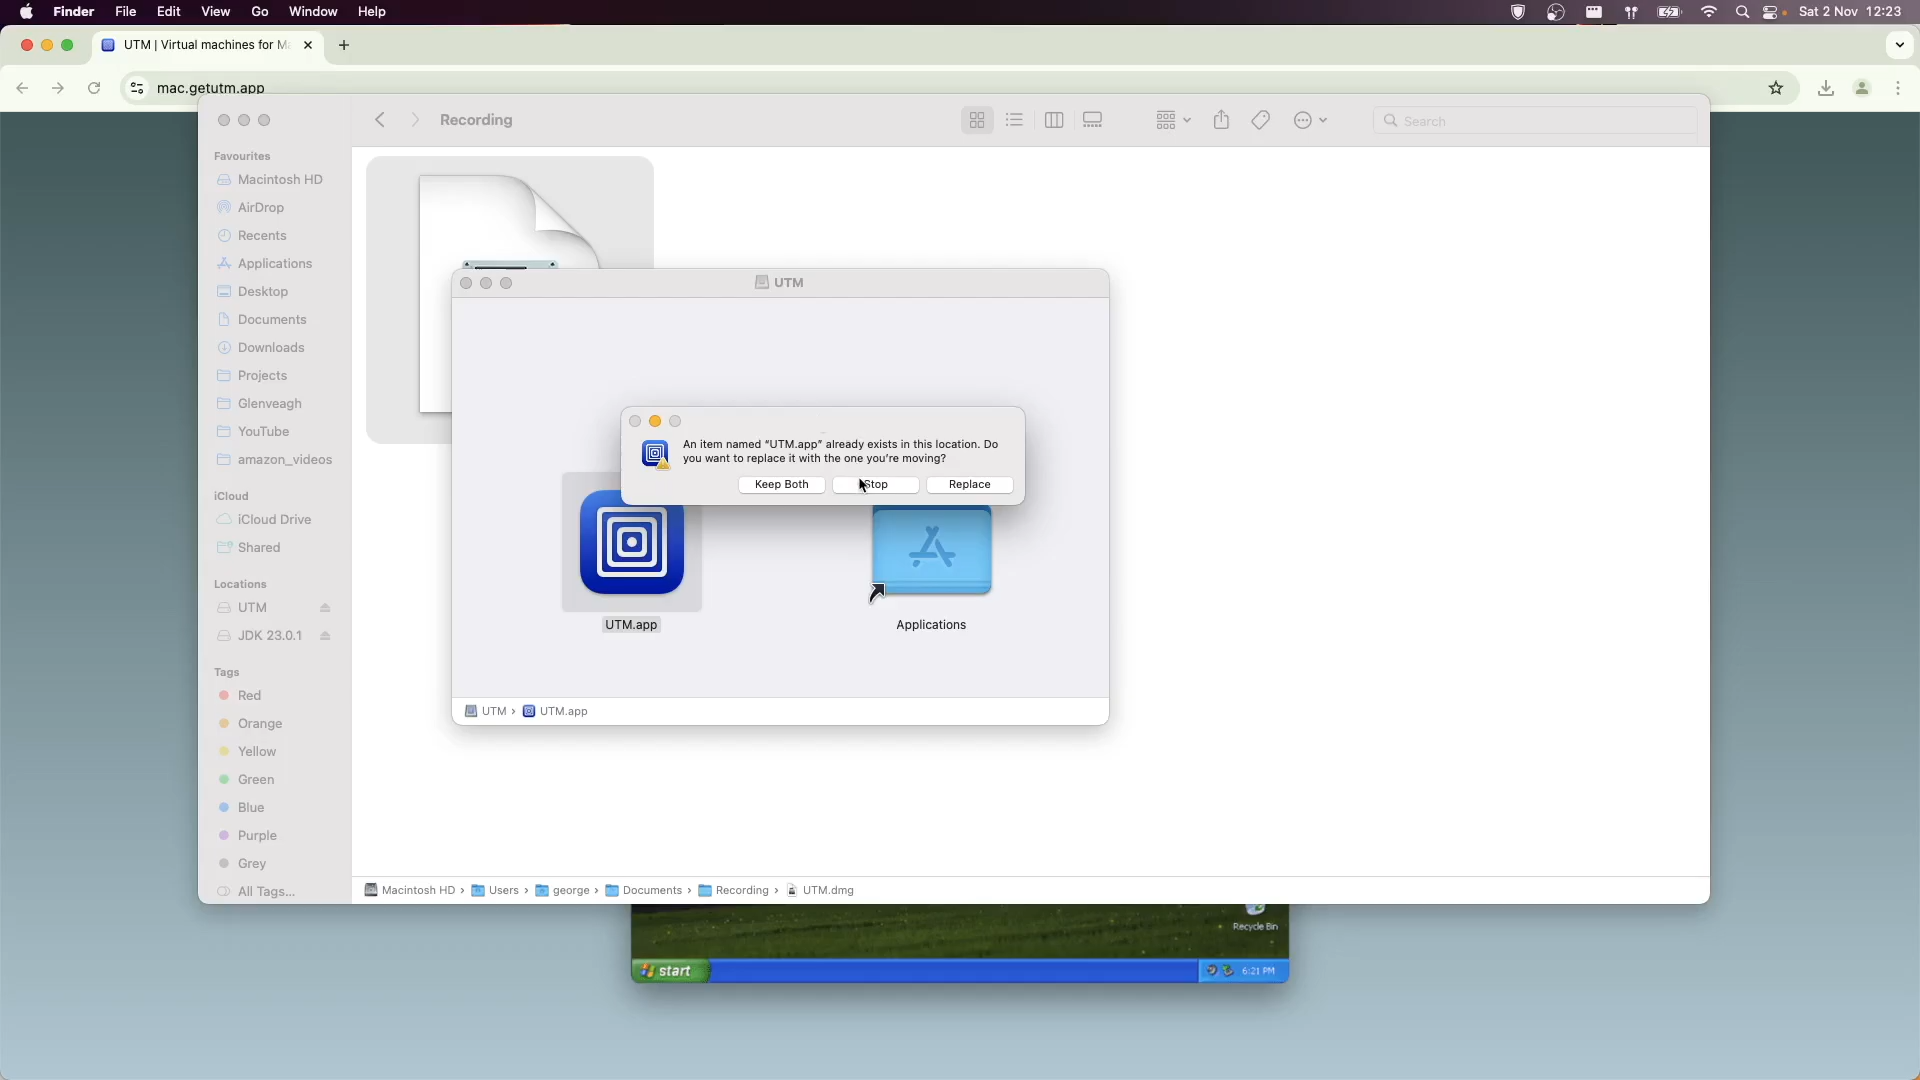 Finder File Edit View Go Window Help
Sat 2 Nov 12:23
UTM | Virtual machines for Ma
mac.getutm.app
Recording
Search
Favourites
Macintosh HD
AirDrop
Recents
Applications
Desktop
Documents
Downloads
Projects
Glenveagh
YouTube
amazon_videos
iCloud
iCloud Drive
Shared
Locations
UTM
JDK 23.0.1
Tags
Red
Orange
Yellow
Green
Blue
Purple
Grey
All Tags...
UTM
An item named “UTM.app” already exists in this location. Do
you want to replace it with the one you’re moving?
Keep Both
Stop
Replace
UTM.app
Applications
UTM › UTM.app
Macintosh HD › Users › george › Documents › Recording › UTM.dmg
Recycle Bin
start
6:21 PM